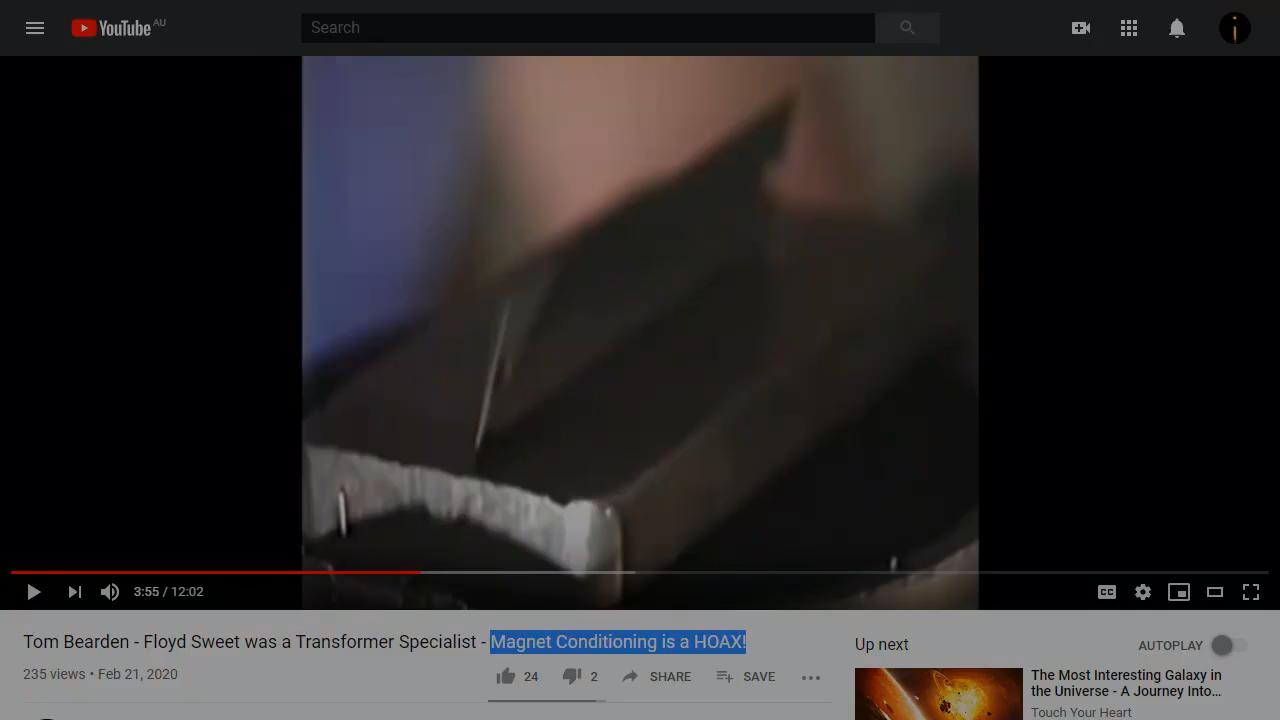 YouTube AU
Search
3:55 / 12:02
CC
Tom Bearden - Floyd Sweet was a Transformer Specialist - Magnet Conditioning is a HOAX!
235 views • Feb 21, 2020
24
2
SHARE
SAVE
Up next
AUTOPLAY
The Most Interesting Galaxy in
the Universe - A Journey Into...
Touch Your Heart